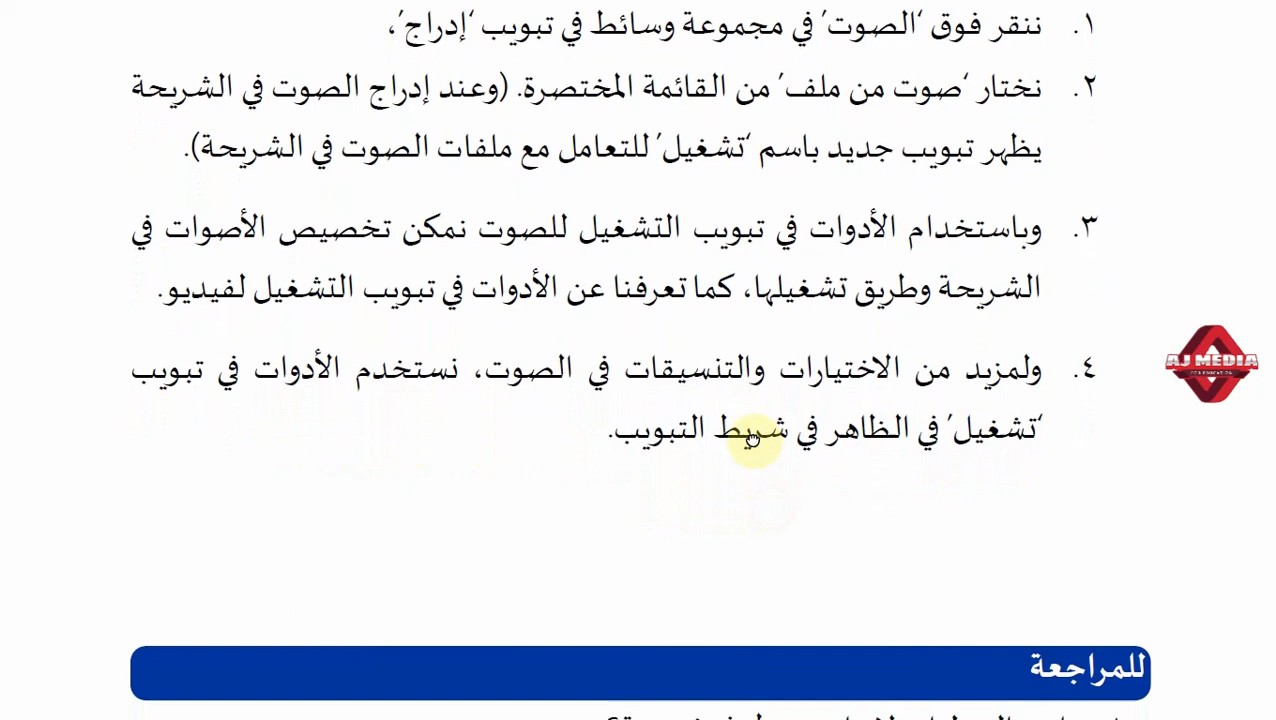 ١. ننقر فوق ‘الصوت’ في مجموعة وسائط في تبويب ‘إدراج’،
٢. نختار ‘صوت من ملف’ من القائمة المختصرة. (وعند إدراج الصوت في الشريحة
يظهر تبويب جديد باسم ‘تشغيل’ للتعامل مع ملفات الصوت في الشريحة).
٣. وباستخدام الأدوات في تبويب التشغيل للصوت نمكن تخصيص الأصوات في
الشريحة وطريق تشغيلها، كما تعرفنا عن الأدوات في تبويب التشغيل لفيديو.
AJ MEDIA
FOR EDUCATION
٤. ولمزيد من الاختيارات والتنسيقات في الصوت، نستخدم الأدوات في تبويب
‘تشغيل’ في الظاهر في شريط التبويب.
للمراجعة